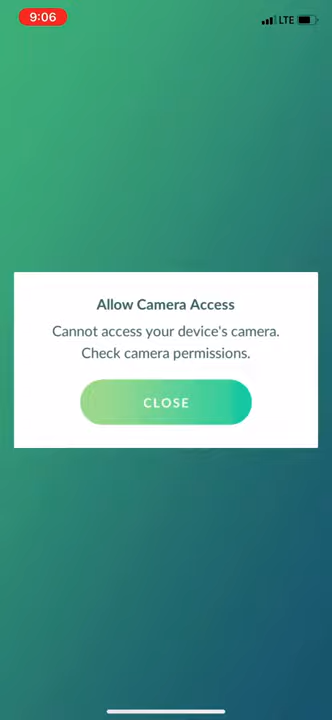 9:06
LTE
Allow Camera Access
Cannot access your device's camera.
Check camera permissions.
CLOSE